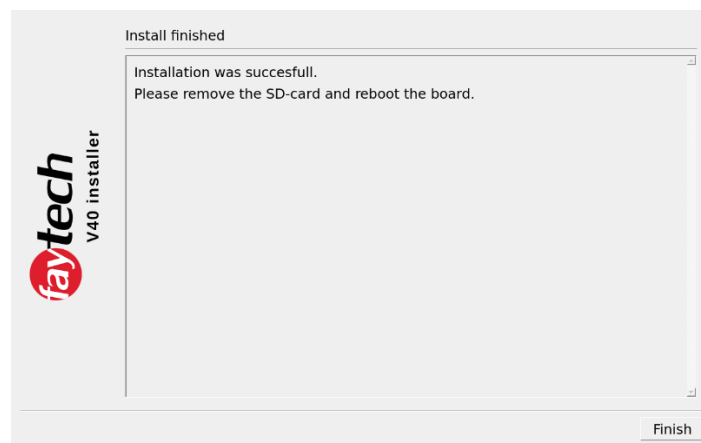 Install finished
Installation was succesfull.
Please remove the SD-card and reboot the board.
faytech
V40 installer
Finish